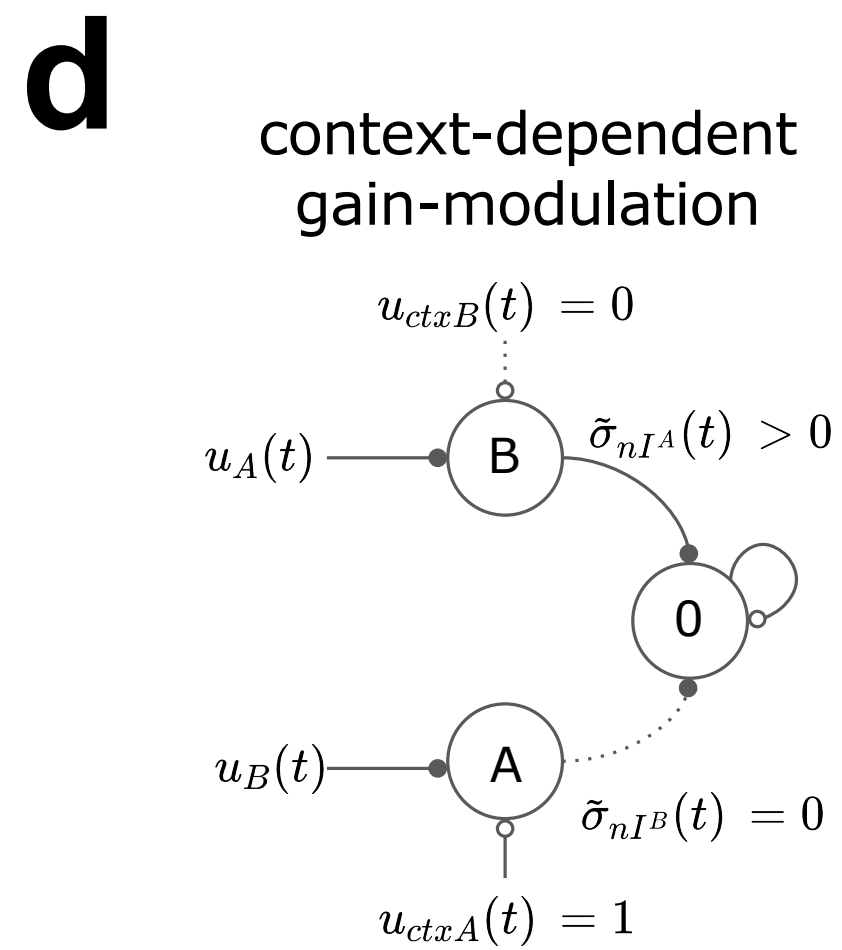 d
context-dependent
gain-modulation
u_{ctxB}(t) = 0
u_A(t)
B
σ̃_{nI^A}(t) > 0
0
u_B(t)
A
σ̃_{nI^B}(t) = 0
u_{ctxA}(t) = 1